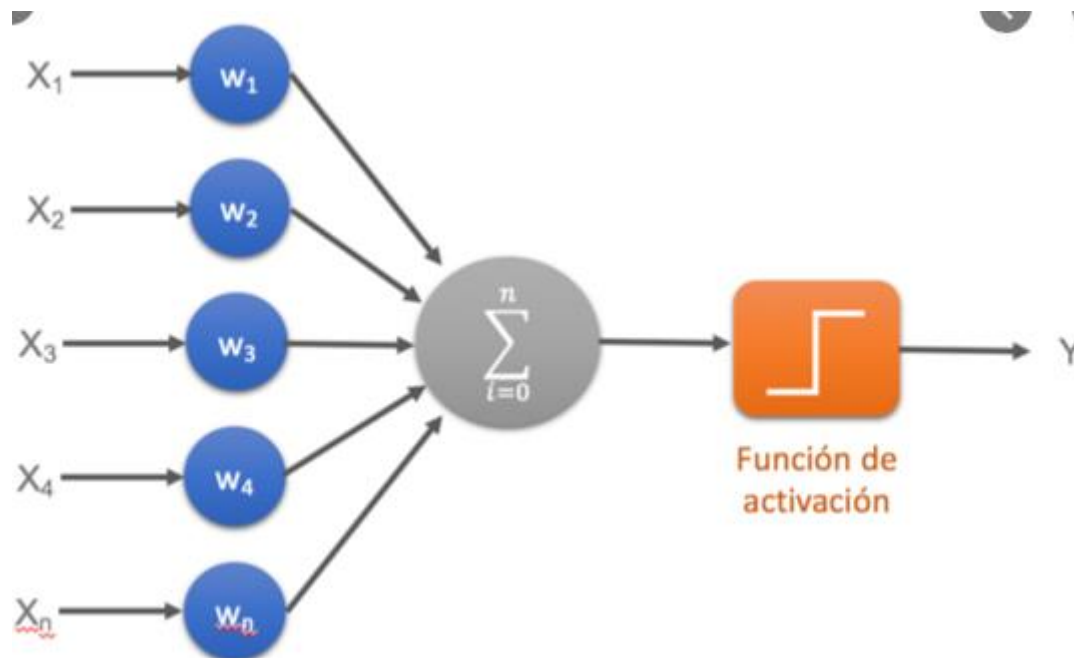 X₁ w₁
X₂ w₂
X₃ w₃
X₄ w₄
Xₙ wₙ
n
∑
i=0
Y
Función de
activación